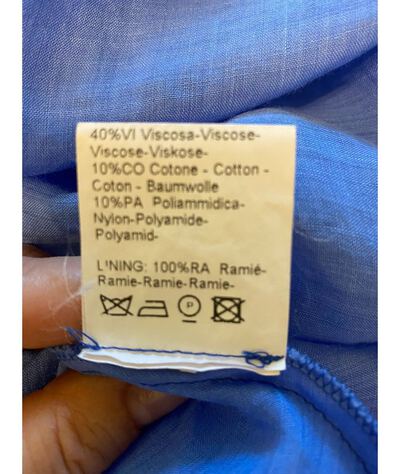 40%VI Viscosa-Viscose-
Viscose-Viskose-
10%CO Cotone - Cotton -
Coton - Baumwolle
10%PA Poliammidica-
Nylon-Polyamide-
Polyamid-
LINING: 100%RA Ramié-
Ramie-Ramie-Ramie-
P